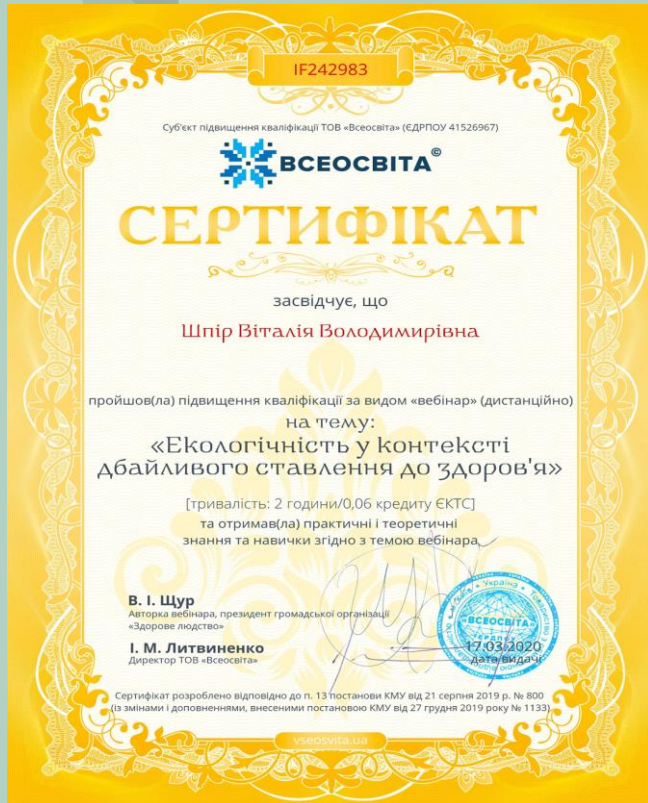 IF242983
Суб'єкт підвищення кваліфікації ТОВ «Всеосвіта» (ЄДРПОУ 41526967)
ВСЕОСВІТА©
СЕРТИФІКАТ
засвідчує, що
Шпір Віталія Володимирівна
пройшов(ла) підвищення кваліфікації за видом «вебінар» (дистанційно)
на тему:
«Екологічність у контексті
дбайливого ставлення до здоров'я»
[тривалість: 2 години/0,06 кредиту ЄКТС]
та отримав(ла) практичні і теоретичні
знання та навички згідно з темою вебінара
В. І. Щур
Авторка вебінара, президент громадської організації
«Здорове людство»
І. М. Литвиненко
Директор ТОВ «Всеосвіта»
Україна
«ВСЕОСВІТА»
17.03.2020
дата видачі
Сертифікат розроблено відповідно до п. 13 постанови КМУ від 21 серпня 2019 р. № 800
(із змінами і доповненнями, внесеними постановою КМУ від 27 грудня 2019 року № 1133)
vseosvita.ua